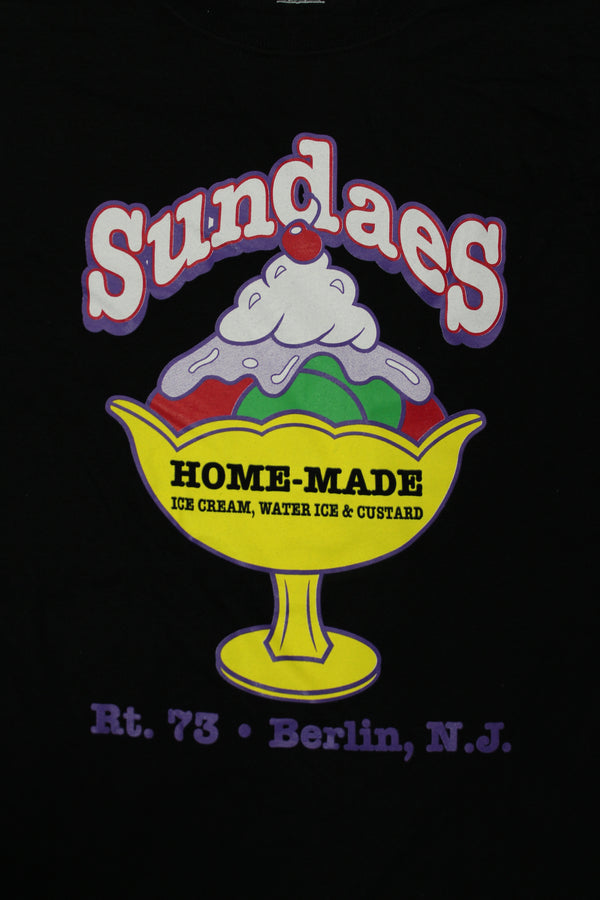 SundaeS
HOME-MADE
ICE CREAM, WATER ICE & CUSTARD
Rt. 73 • Berlin, N.J.